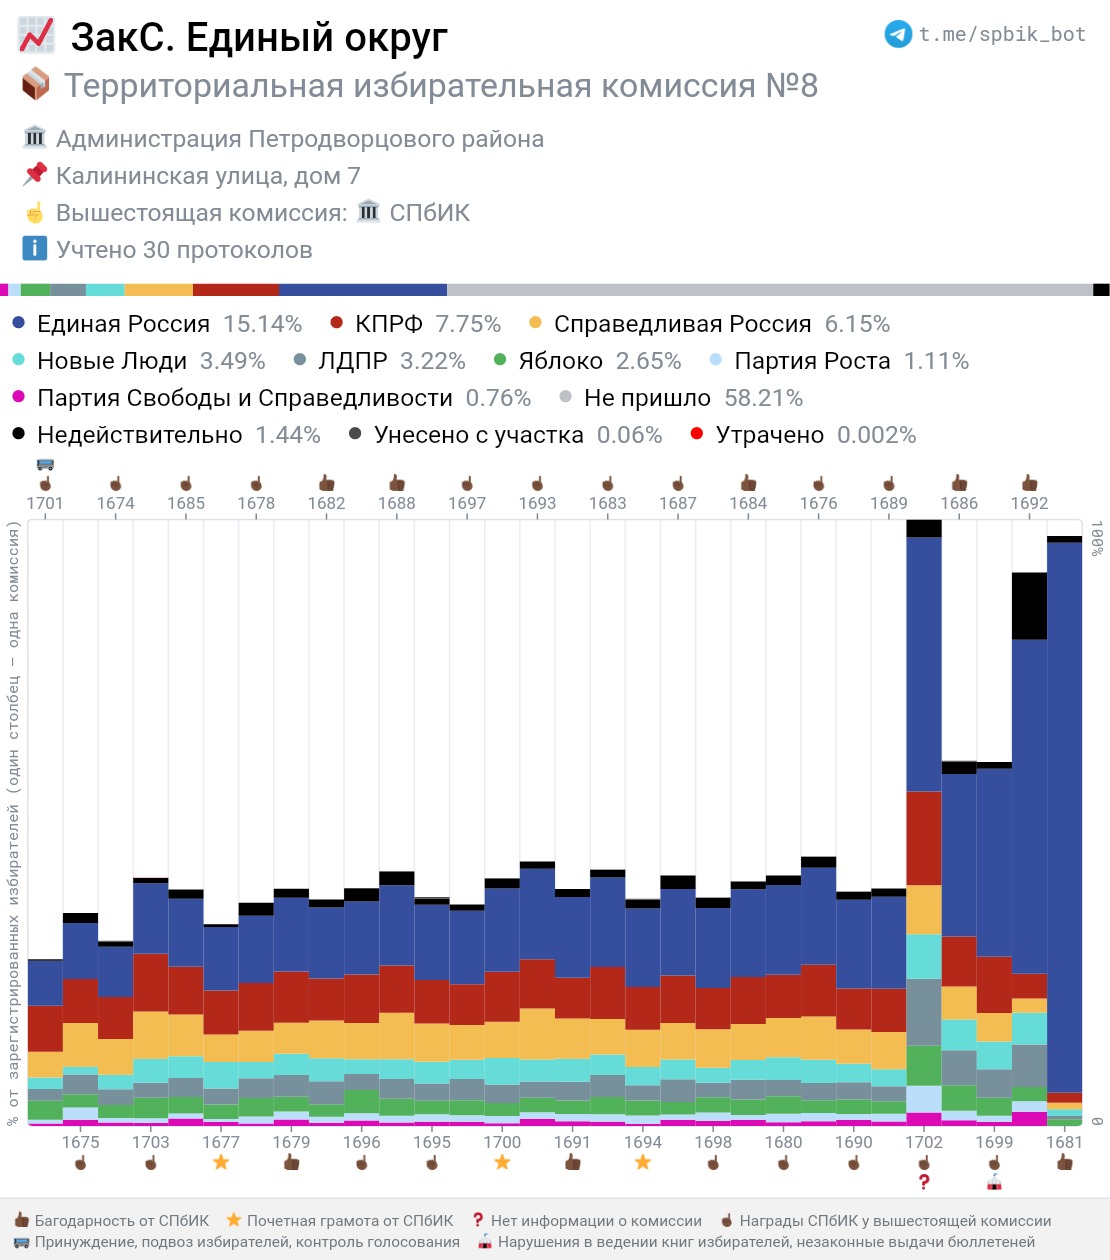 ЗакС. Единый округ
t.me/spbik_bot
Территориальная избирательная комиссия №8
Администрация Петродворцового района
Калининская улица, дом 7
Вышестоящая комиссия: СПбИК
Учтено 30 протоколов
Единая Россия 15.14% КПРФ 7.75% Справедливая Россия 6.15%
Новые Люди 3.49% ЛДПР 3.22% Яблоко 2.65% Партия Роста 1.11%
Партия Свободы и Справедливости 0.76% Не пришло 58.21%
Недействительно 1.44% Унесено с участка 0.06% Утрачено 0.002%
1701 1674 1685 1678 1682 1688 1697 1693 1683 1687 1684 1676 1689 1686 1692
% от зарегистрированных избирателей (один столбец – одна комиссия)
100%
0
1675 1703 1677 1679 1696 1695 1700 1691 1694 1698 1680 1690 1702 1699 1681
Багодарность от СПбИК Почетная грамота от СПбИК Нет информации о комиссии Награды СПбИК у вышестоящей комиссии
Принуждение, подвоз избирателей, контроль голосования Нарушения в ведении книг избирателей, незаконные выдачи бюллетеней